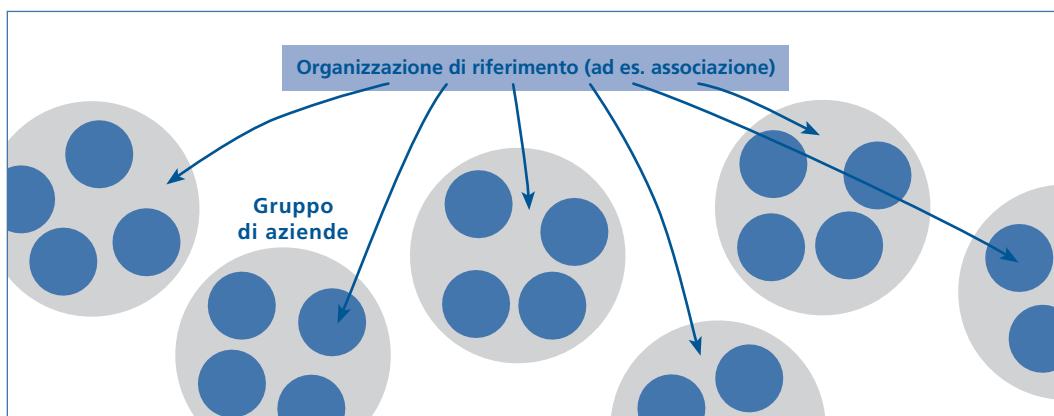 Organizzazione di riferimento (ad es. associazione)
Gruppo
di aziende